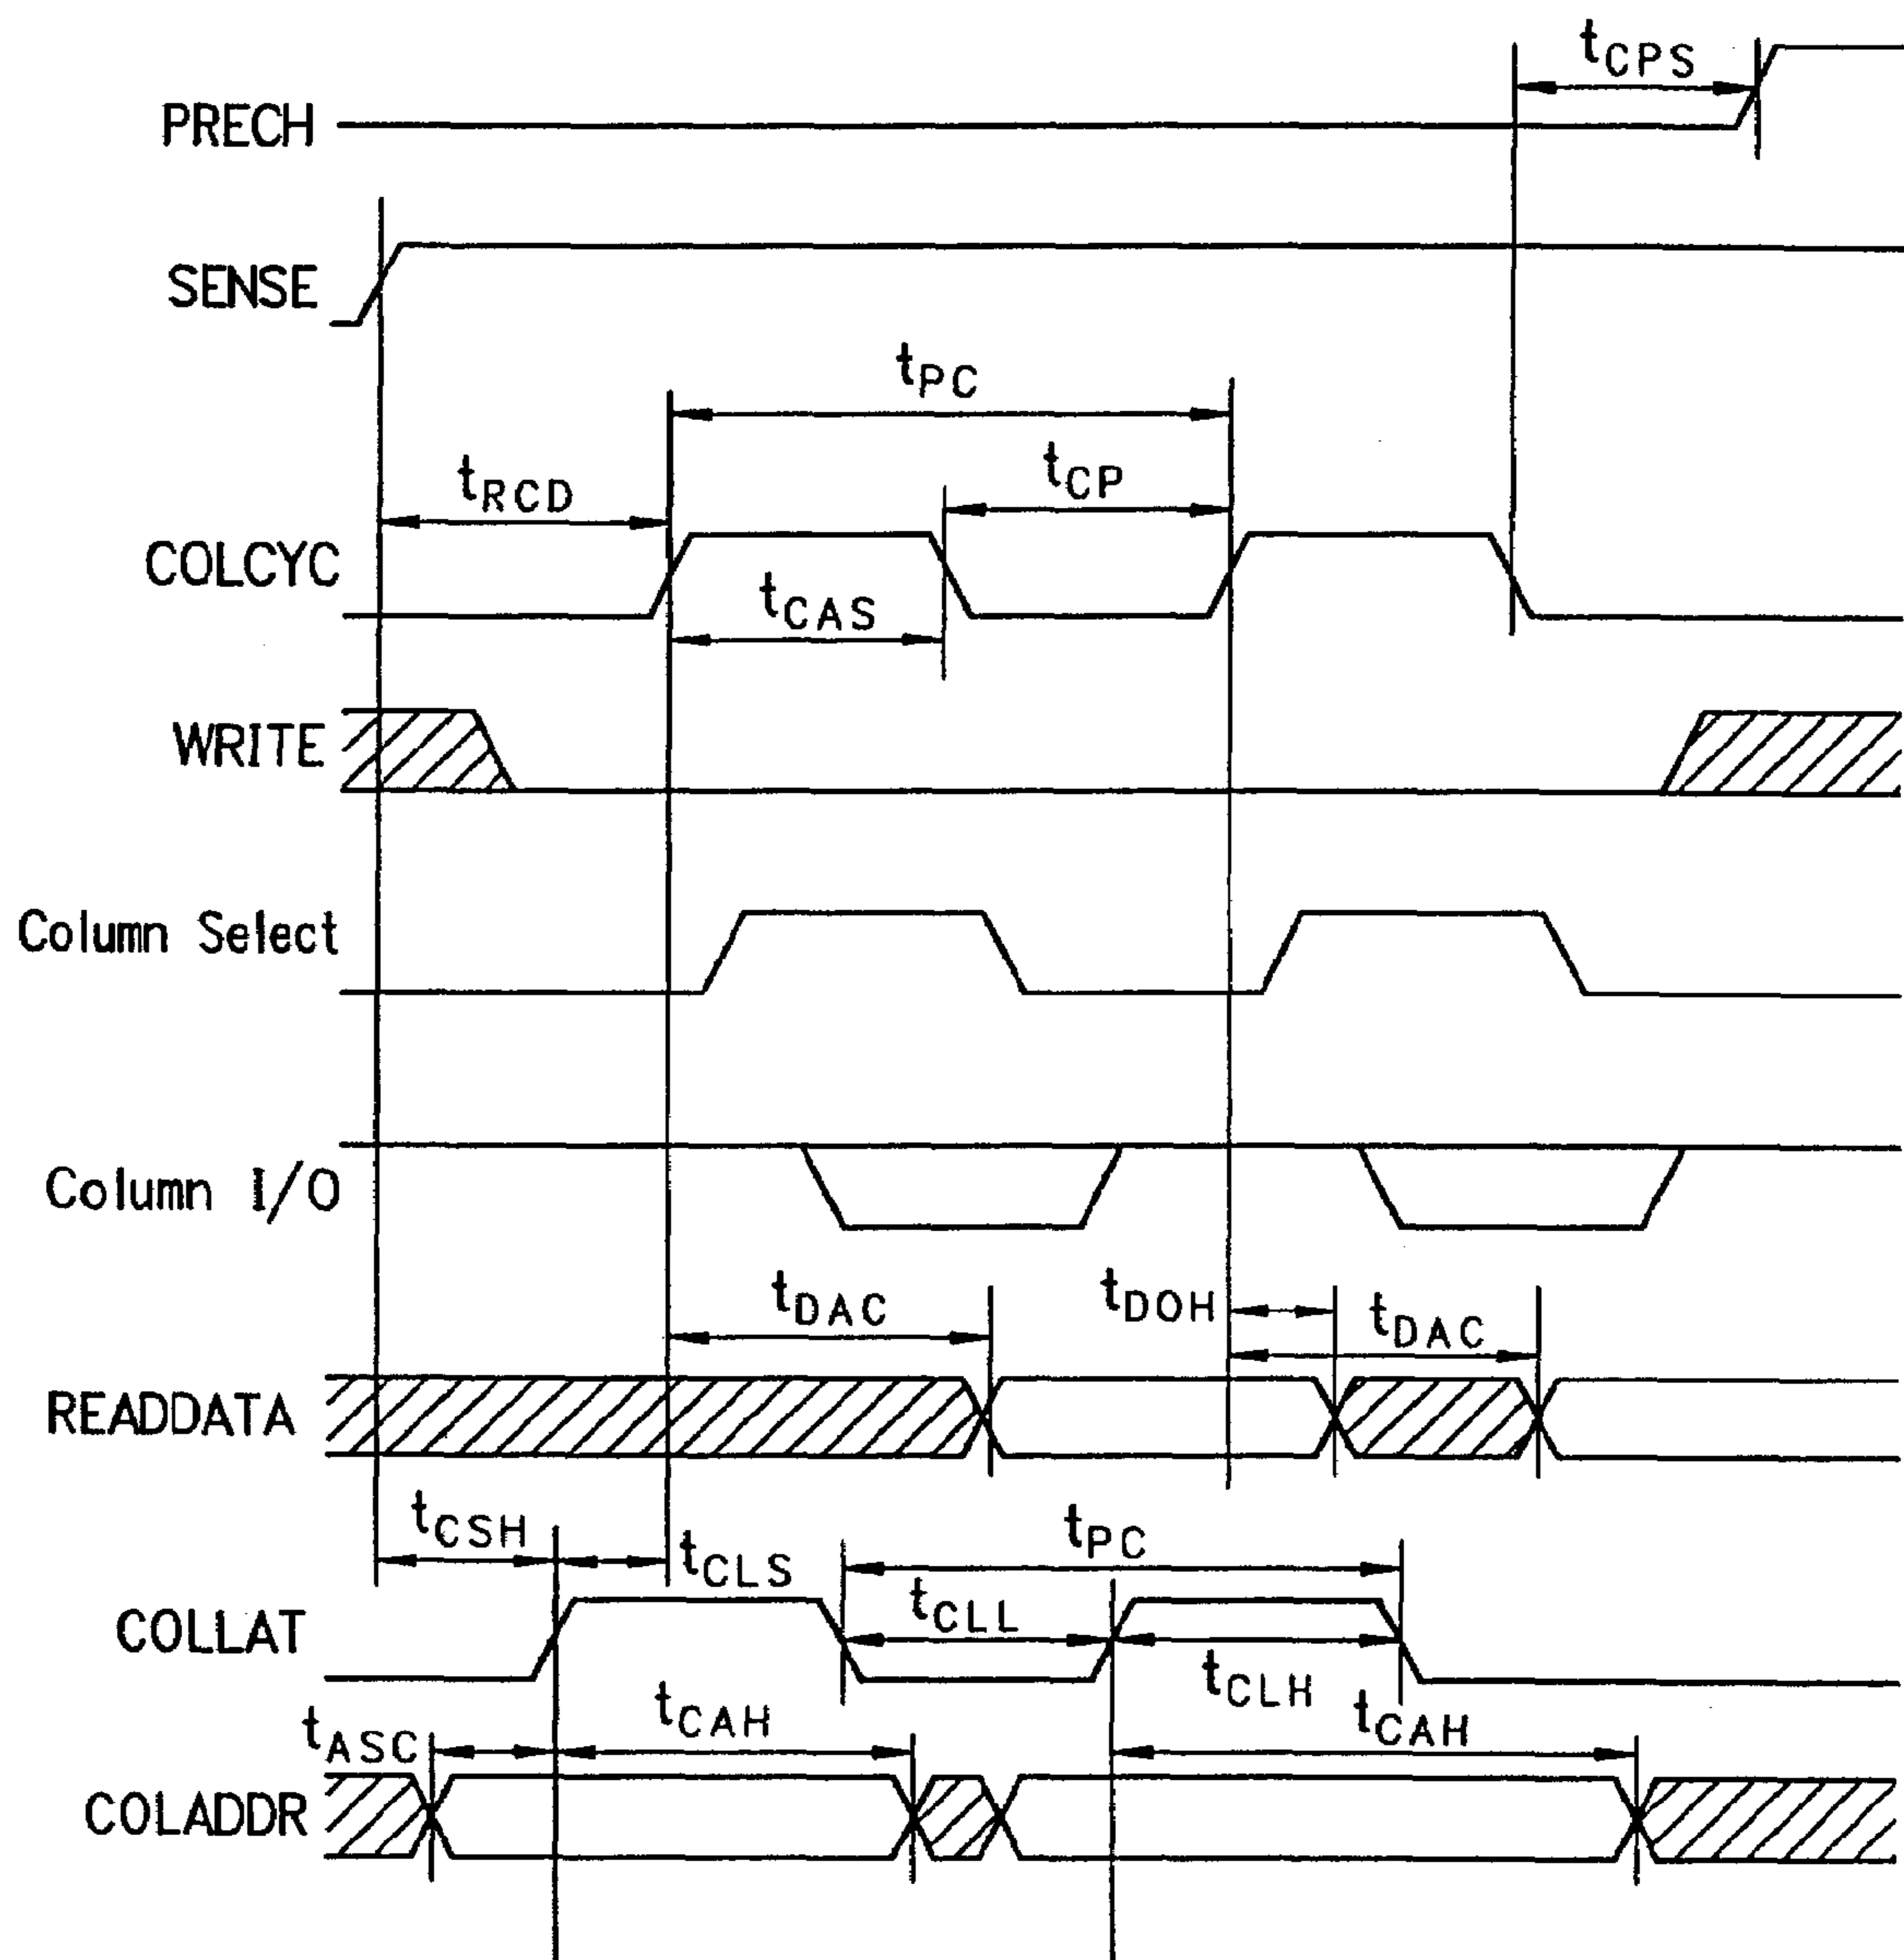 tCPS
PRECH
SENSE
tPC
tRCD
tCP
COLCYC
tCAS
WRITE
Column Select
Column I/O
tDAC
tDOH
tDAC
READDATA
tCSH
tCLS
tPC
tCLL
COLLAT
tCLH
tASC
tCAH
tCAH
COLADDR